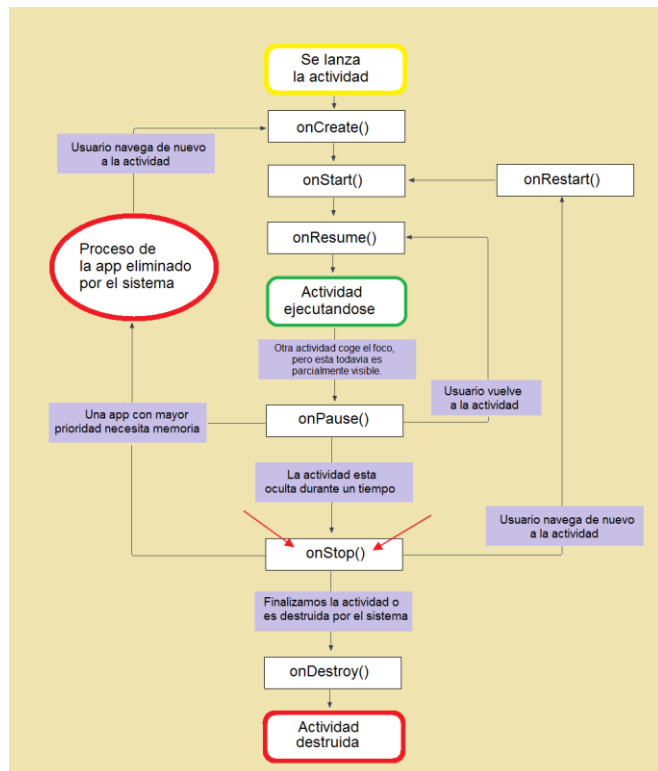 Se lanza
la actividad
onCreate()
Usuario navega de nuevo
a la actividad
onStart()
onRestart()
onResume()
Proceso de
la app eliminado
por el sistema
Actividad
ejecutandose
Otra actividad coge el foco,
pero esta todavia es
parcialmente visible.
Usuario vuelve
a la actividad
Una app con mayor
prioridad necesita memoria
onPause()
La actividad esta
oculta durante un tiempo
Usuario navega de nuevo
a la actividad
onStop()
Finalizamos la actividad o
es destruida por el sistema
onDestroy()
Actividad
destruida